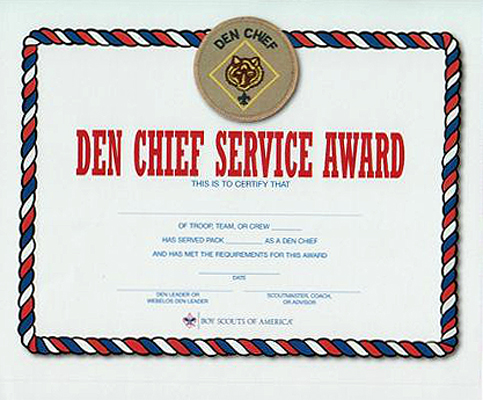 DEN CHIEF
DEN CHIEF SERVICE AWARD
THIS IS TO CERTIFY THAT
OF TROOP, TEAM, OR CREW
HAS SERVED PACK AS A DEN CHIEF
AND HAS MET THE REQUIREMENTS FOR THIS AWARD
DATE
DEN LEADER OR
WEBELOS DEN LEADER
SCOUTMASTER, COACH,
OR ADVISOR
BOY SCOUTS OF AMERICA®